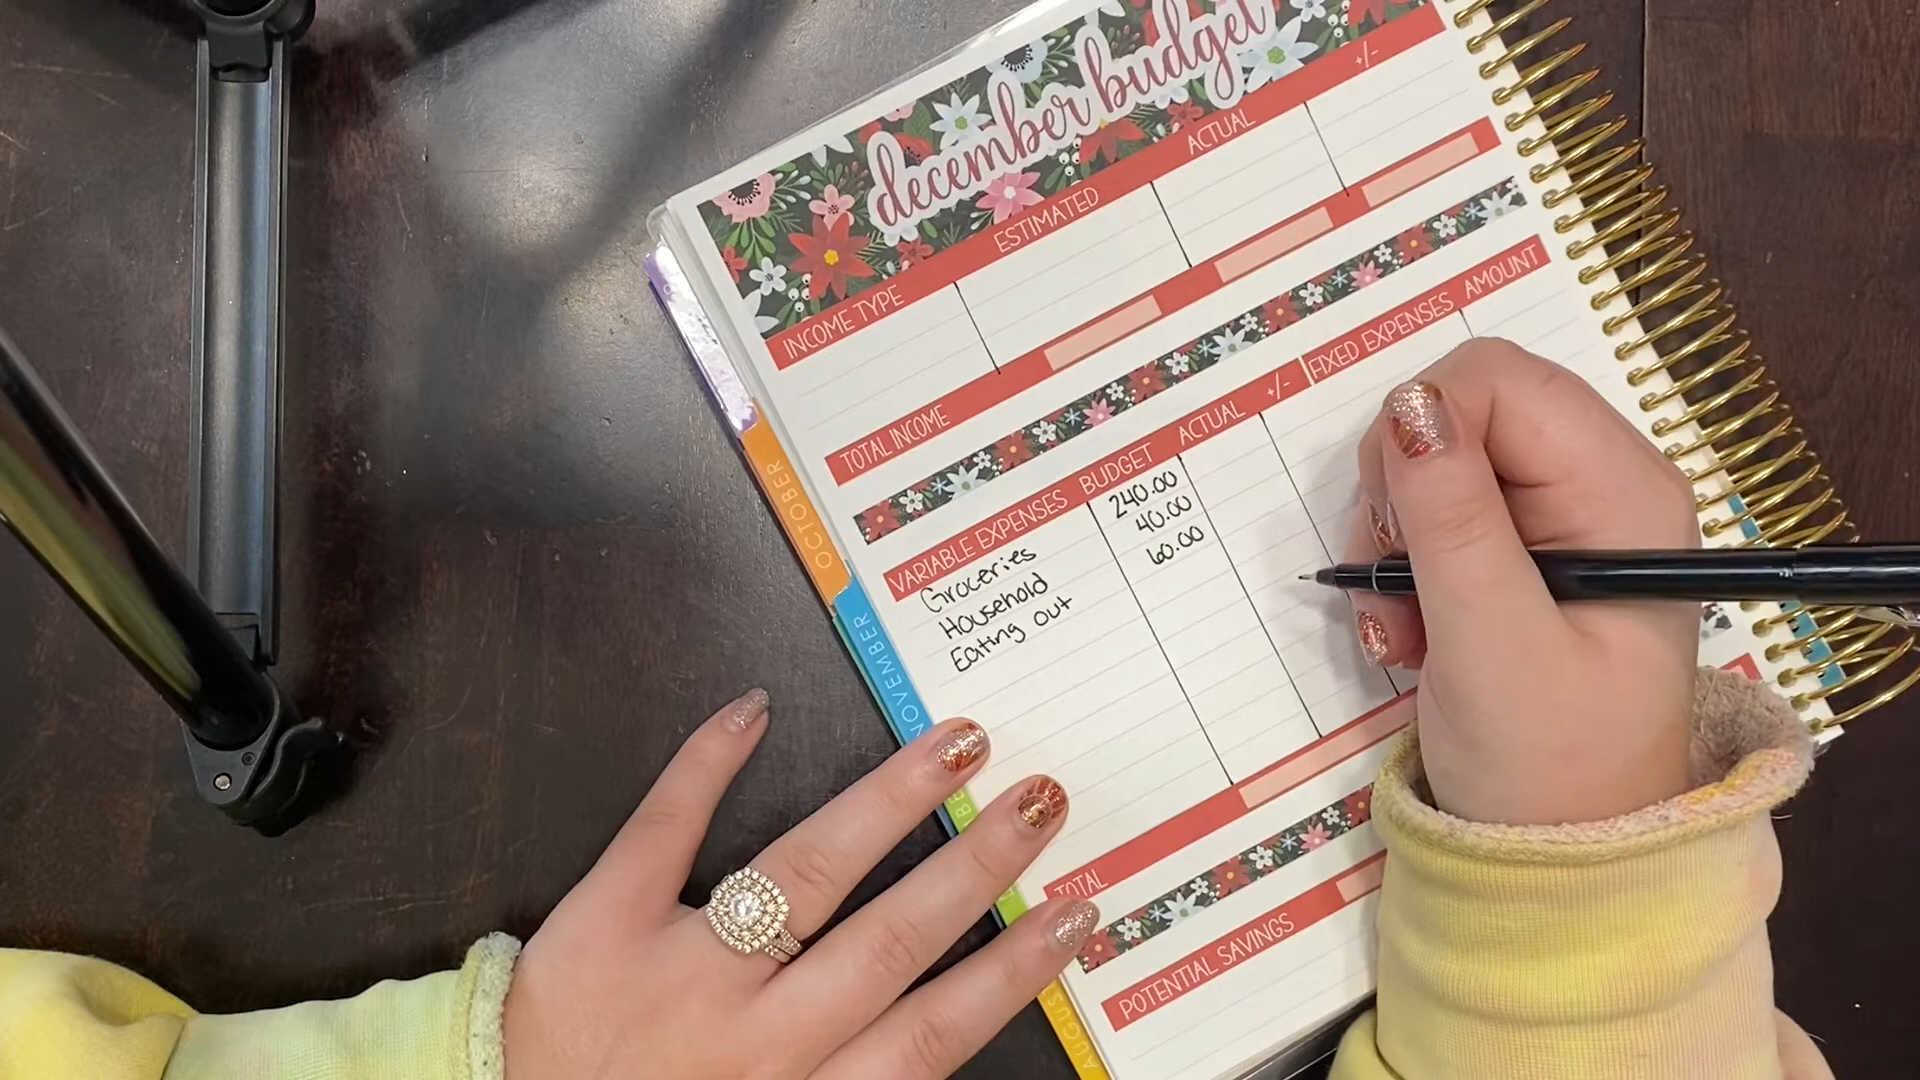 december budget
INCOME TYPE ESTIMATED ACTUAL +/-
TOTAL INCOME
VARIABLE EXPENSES BUDGET ACTUAL +/- FIXED EXPENSES AMOUNT
Groceries 240.00
Household 40.00
Eating out 60.00
TOTAL
POTENTIAL SAVINGS
OCTOBER
NOVEMBER
AUGUS